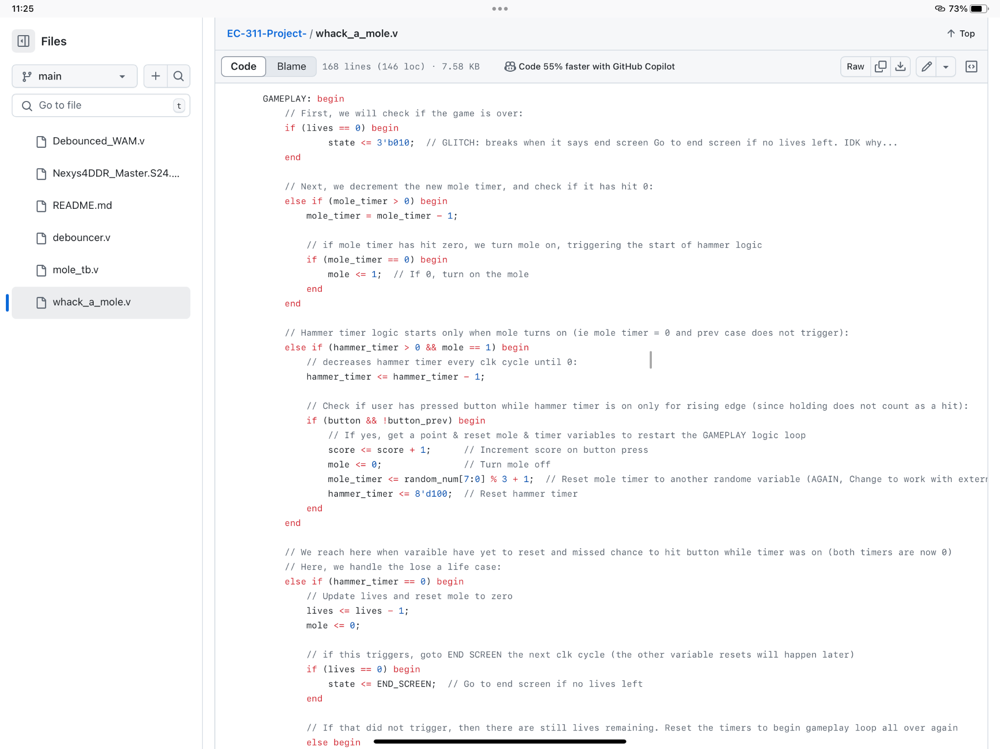 11:25
73%
Files
main
Go to file
t
Debounced_WAM.v
Nexys4DDR_Master.S24....
README.md
debouncer.v
mole_tb.v
whack_a_mole.v
EC-311-Project- / whack_a_mole.v
Top
Code
Blame
168 lines (146 loc) · 7.58 KB
Code 55% faster with GitHub Copilot
Raw
GAMEPLAY: begin
// First, we will check if the game is over:
if (lives == 0) begin
state <= 3'b010;  // GLITCH: breaks when it says end screen Go to end screen if no lives left. IDK why...
end
// Next, we decrement the new mole timer, and check if it has hit 0:
else if (mole_timer > 0) begin
mole_timer = mole_timer - 1;
// if mole timer has hit zero, we turn mole on, triggering the start of hammer logic
if (mole_timer == 0) begin
mole <= 1;  // If 0, turn on the mole
end
end
// Hammer timer logic starts only when mole turns on (ie mole timer = 0 and prev case does not trigger):
else if (hammer_timer > 0 && mole == 1) begin
// decreases hammer timer every clk cycle until 0:
hammer_timer <= hammer_timer - 1;
// Check if user has pressed button while hammer timer is on only for rising edge (since holding does not count as a hit):
if (button && !button_prev) begin
// If yes, get a point & reset mole & timer variables to restart the GAMEPLAY logic loop
score <= score + 1;      // Increment score on button press
mole <= 0;               // Turn mole off
mole_timer <= random_num[7:0] % 3 + 1;  // Reset mole timer to another randome variable (AGAIN, Change to work with extern
hammer_timer <= 8'd100;  // Reset hammer timer
end
end
// We reach here when varaible have yet to reset and missed chance to hit button while timer was on (both timers are now 0)
// Here, we handle the lose a life case:
else if (hammer_timer == 0) begin
// Update lives and reset mole to zero
lives <= lives - 1;
mole <= 0;
// if this triggers, goto END SCREEN the next clk cycle (the other variable resets will happen later)
if (lives == 0) begin
state <= END_SCREEN;  // Go to end screen if no lives left
end
// If that did not trigger, then there are still lives remaining. Reset the timers to begin gameplay loop all over again
else begin